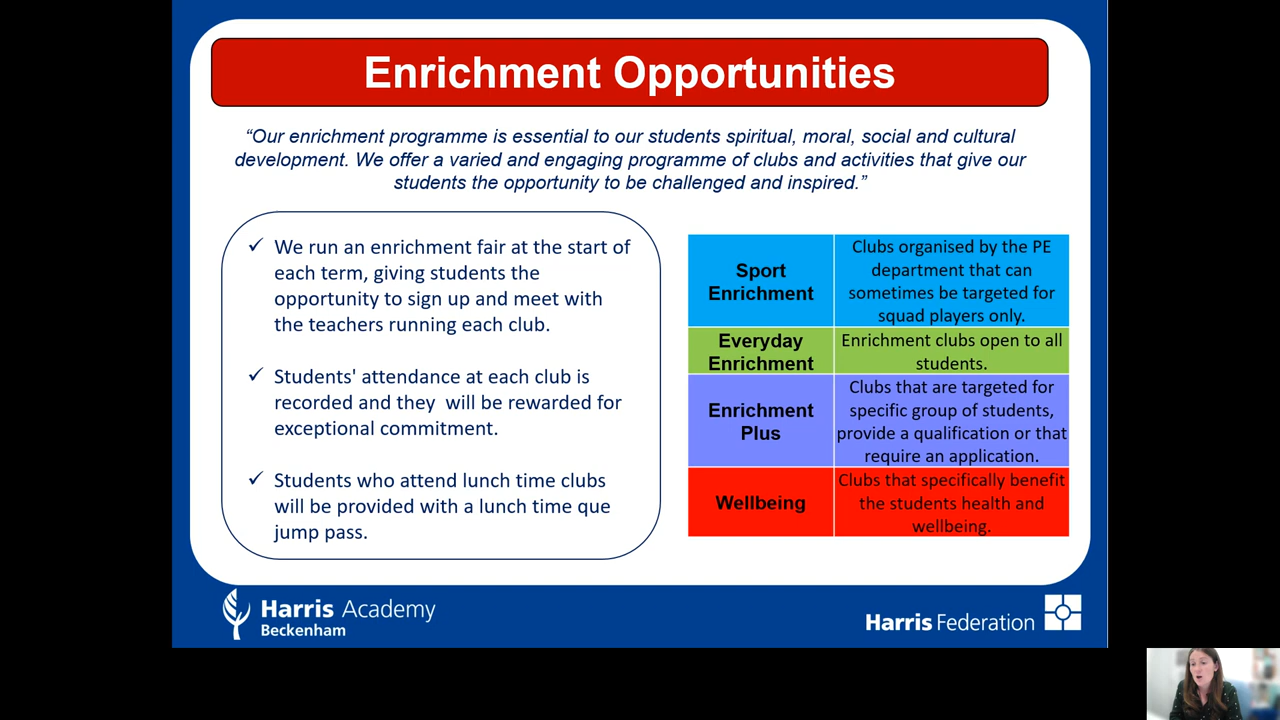 Enrichment Opportunities
“Our enrichment programme is essential to our students spiritual, moral, social and cultural
development. We offer a varied and engaging programme of clubs and activities that give our
students the opportunity to be challenged and inspired.”
✓ We run an enrichment fair at the start of
each term, giving students the
opportunity to sign up and meet with
the teachers running each club.
✓ Students' attendance at each club is
recorded and they will be rewarded for
exceptional commitment.
✓ Students who attend lunch time clubs
will be provided with a lunch time que
jump pass.
Sport
Enrichment
Clubs organised by the PE
department that can
sometimes be targeted for
squad players only.
Everyday
Enrichment
Enrichment clubs open to all
students.
Enrichment
Plus
Clubs that are targeted for
specific group of students,
provide a qualification or that
require an application.
Wellbeing
Clubs that specifically benefit
the students health and
wellbeing.
Harris Academy
Beckenham
Harris Federation